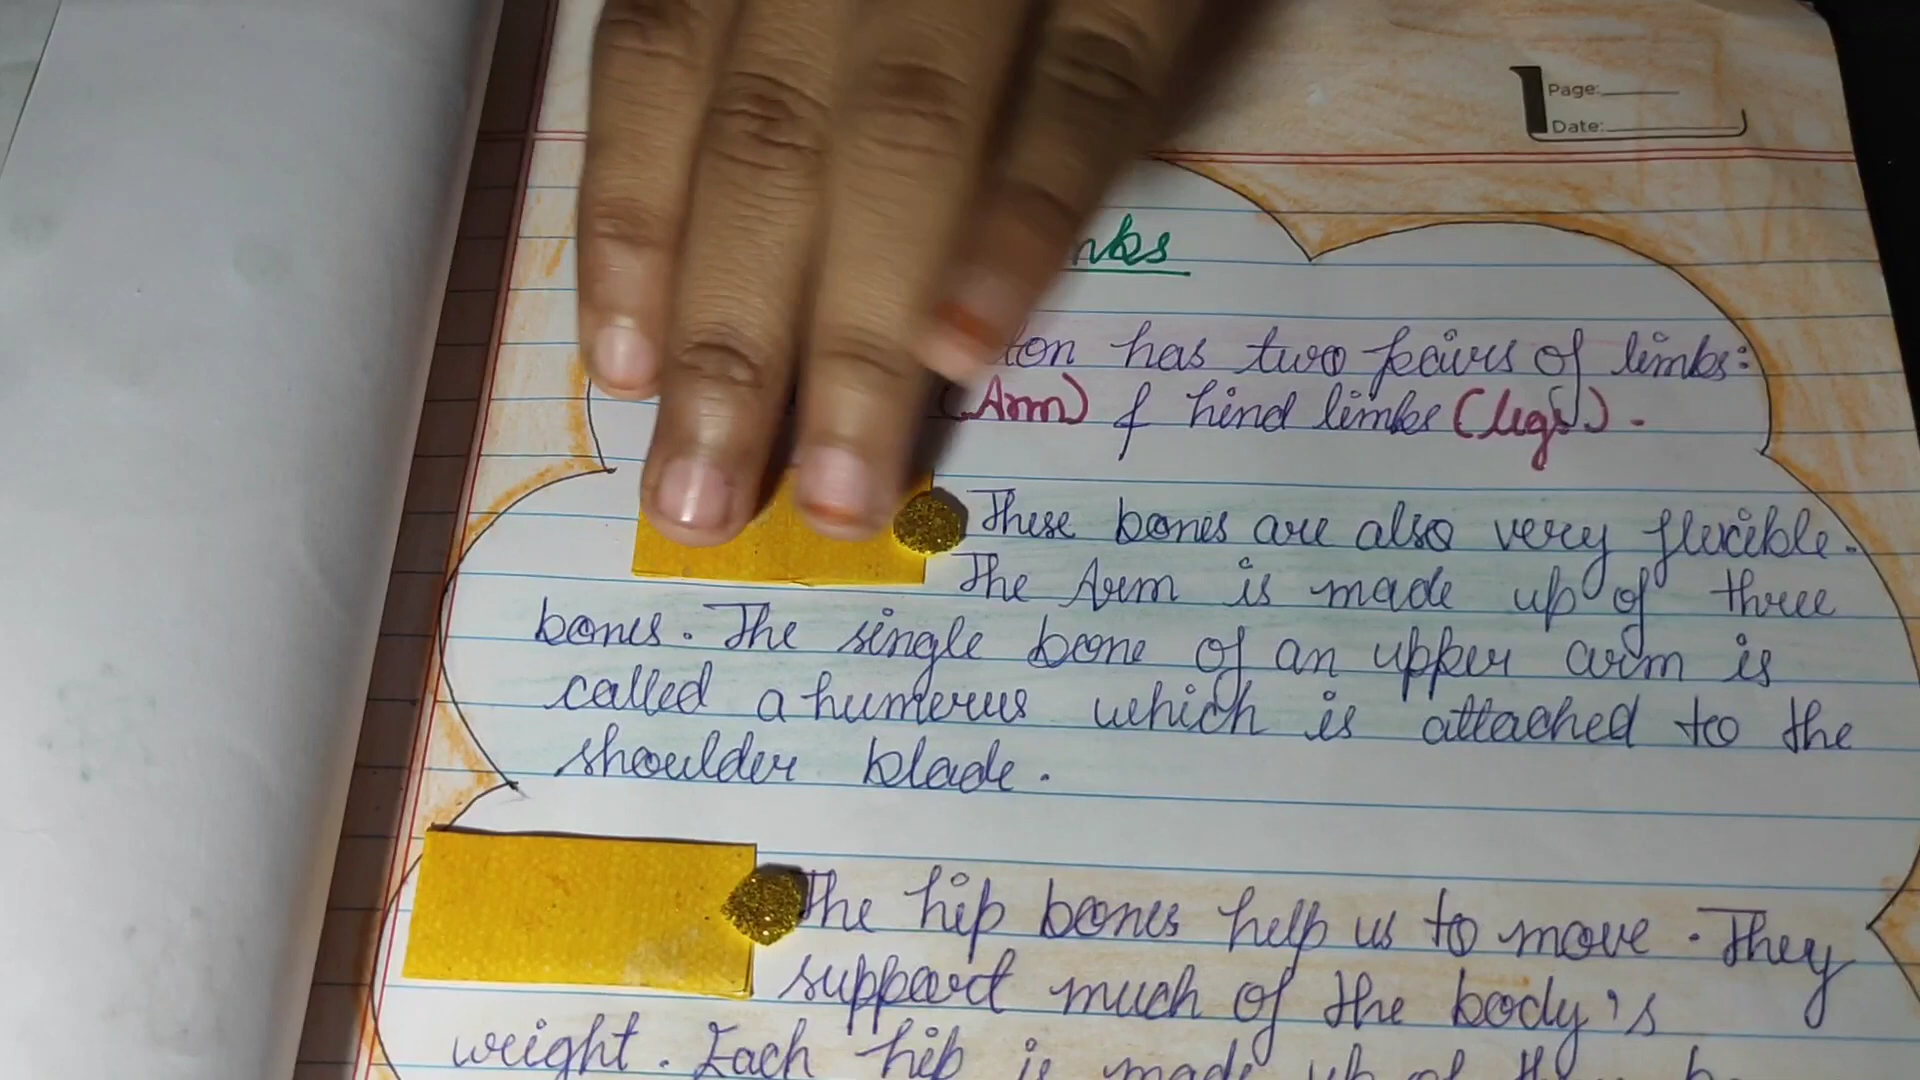 Page:
Date:
has two pairs of limbs:
(Arm) & hind limbs (legs).
These bones are also very flexible.
The Arm is made up of three
bones. The single bone of an upper arm is
called a humerus which is attached to the
shoulder blade.
The hip bones help us to move. They
support much of the body's
weight. Each hip is made up of